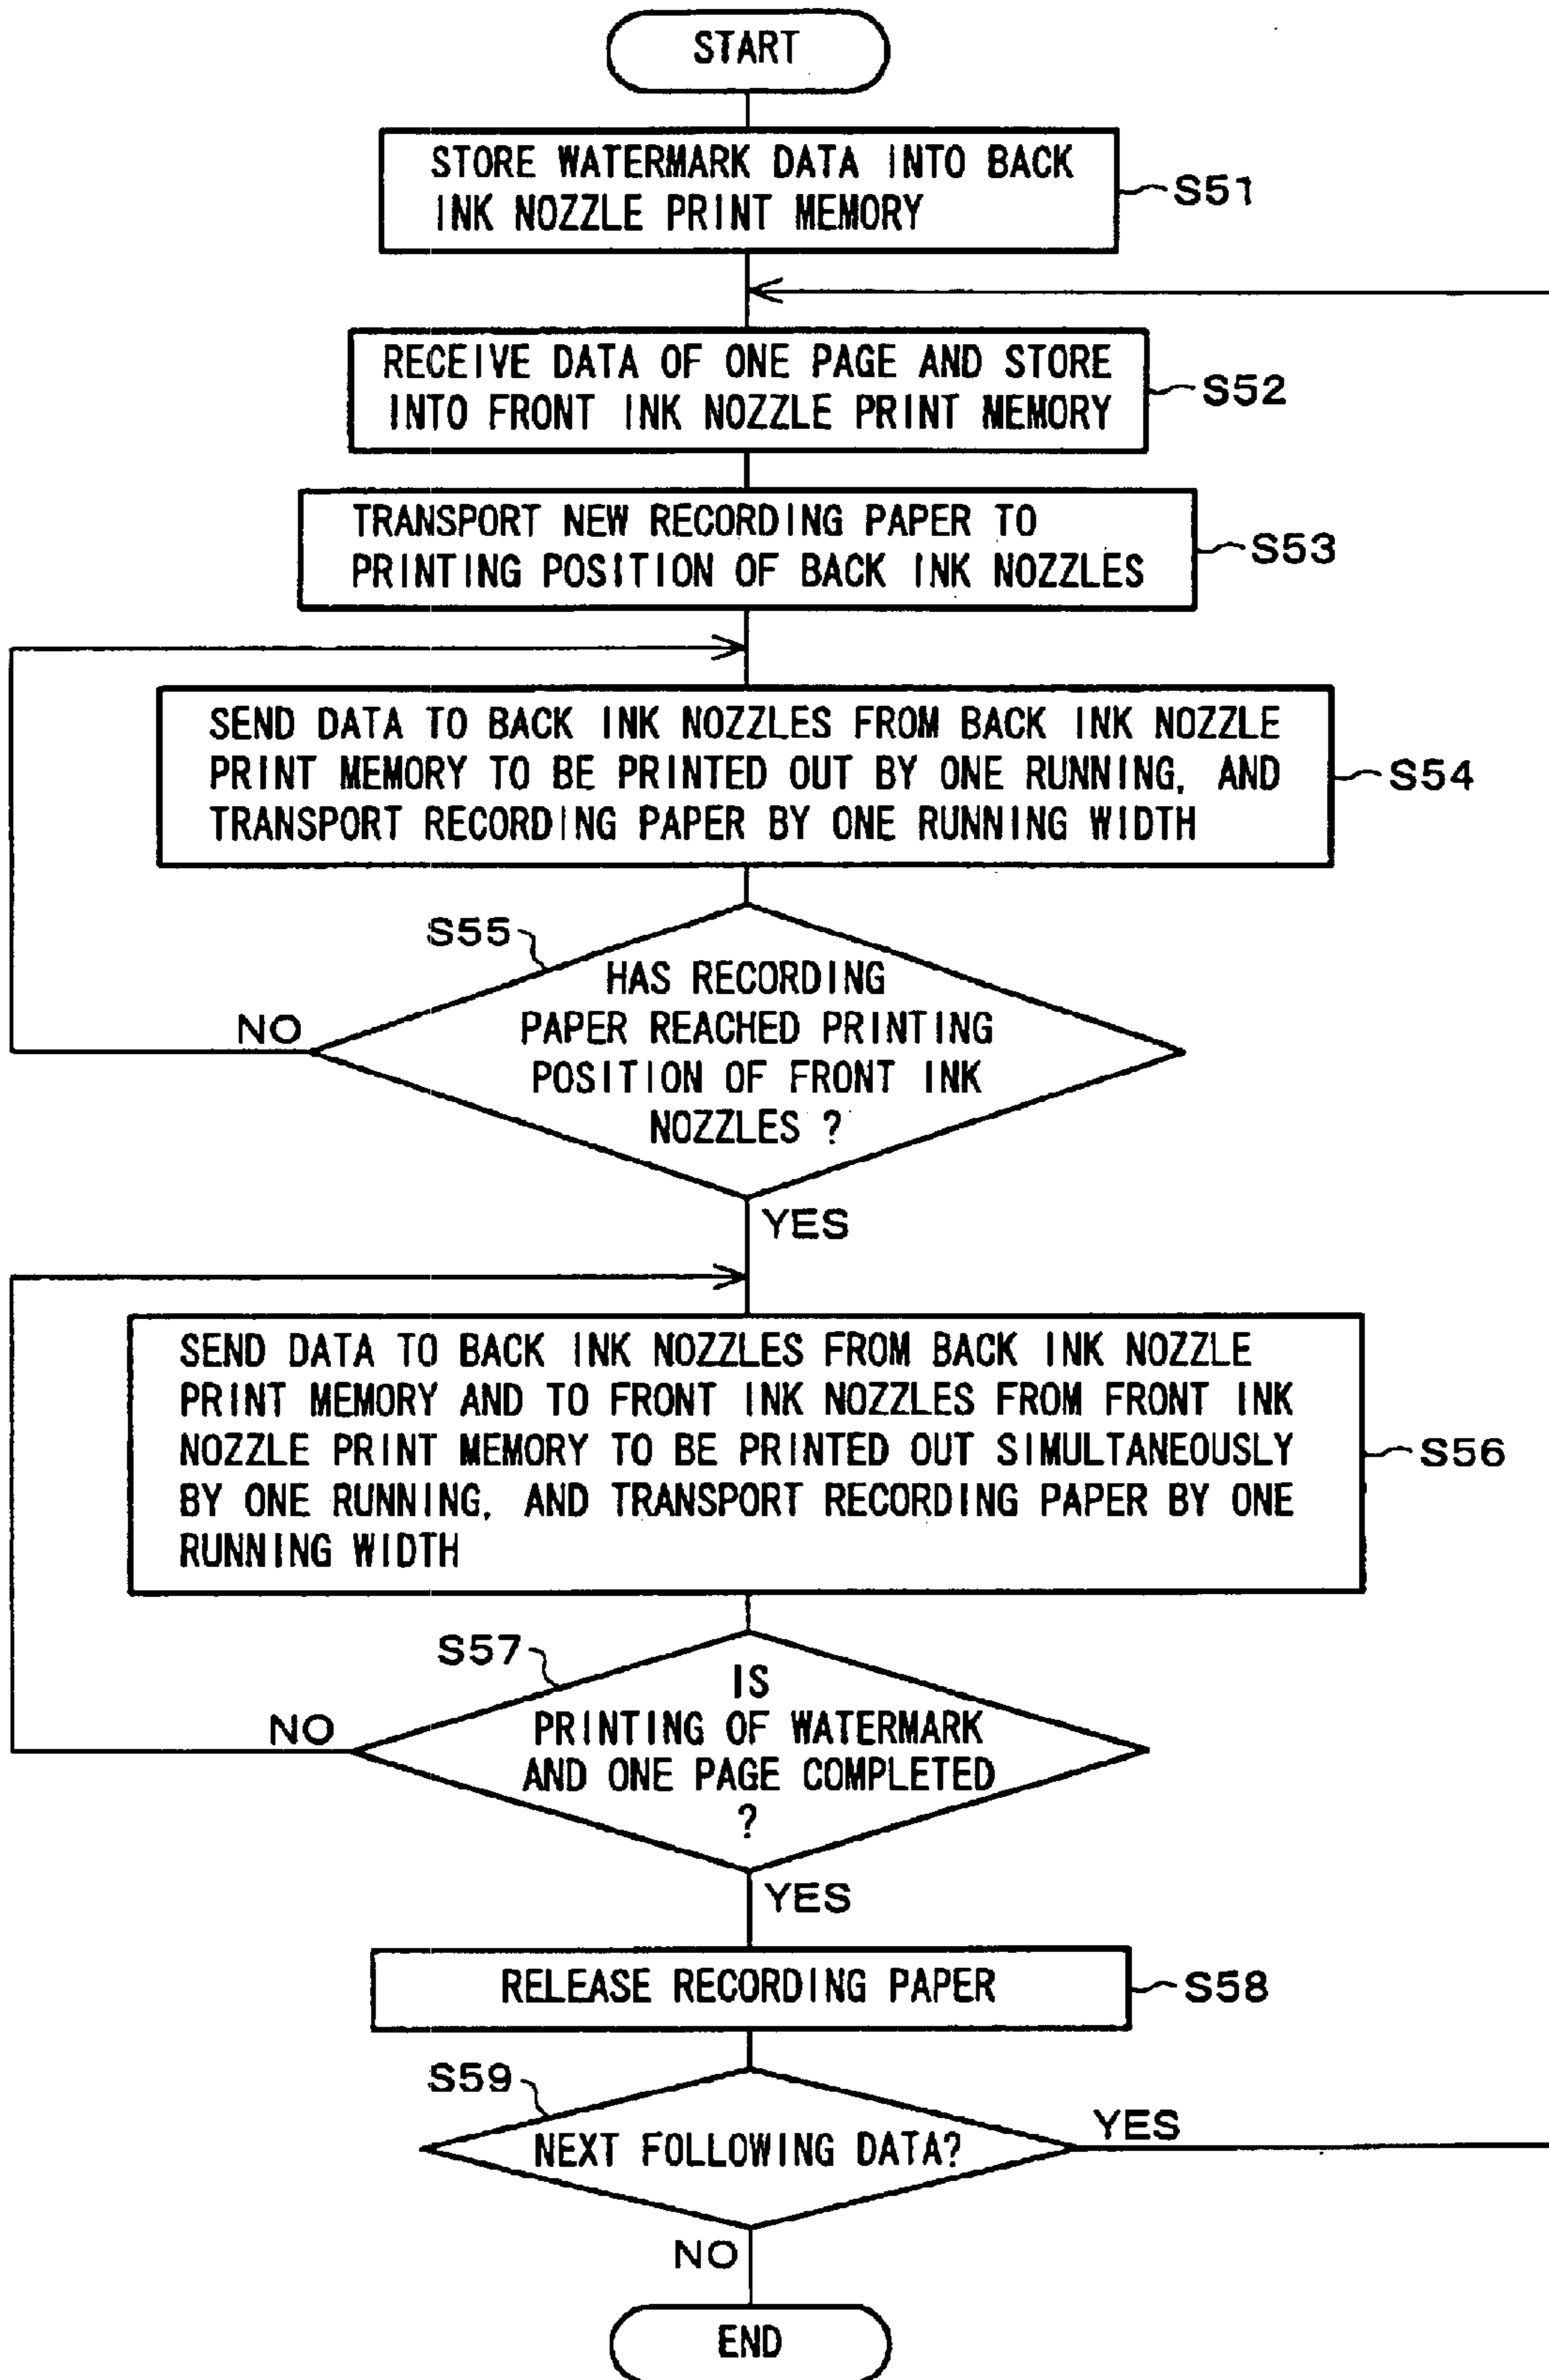 START
STORE WATERMARK DATA INTO BACK
INK NOZZLE PRINT MEMORY
S51
RECEIVE DATA OF ONE PAGE AND STORE
INTO FRONT INK NOZZLE PRINT MEMORY
S52
TRANSPORT NEW RECORDING PAPER TO
PRINTING POSITION OF BACK INK NOZZLES
S53
SEND DATA TO BACK INK NOZZLES FROM BACK INK NOZZLE
PRINT MEMORY TO BE PRINTED OUT BY ONE RUNNING, AND
TRANSPORT RECORDING PAPER BY ONE RUNNING WIDTH
S54
S55
HAS RECORDING
PAPER REACHED PRINTING
POSITION OF FRONT INK
NOZZLES ?
NO
YES
SEND DATA TO BACK INK NOZZLES FROM BACK INK NOZZLE
PRINT MEMORY AND TO FRONT INK NOZZLES FROM FRONT INK
NOZZLE PRINT MEMORY TO BE PRINTED OUT SIMULTANEOUSLY
BY ONE RUNNING, AND TRANSPORT RECORDING PAPER BY ONE
RUNNING WIDTH
S56
S57
IS
PRINTING OF WATERMARK
AND ONE PAGE COMPLETED
?
NO
YES
RELEASE RECORDING PAPER
S58
S59
NEXT FOLLOWING DATA?
YES
NO
END